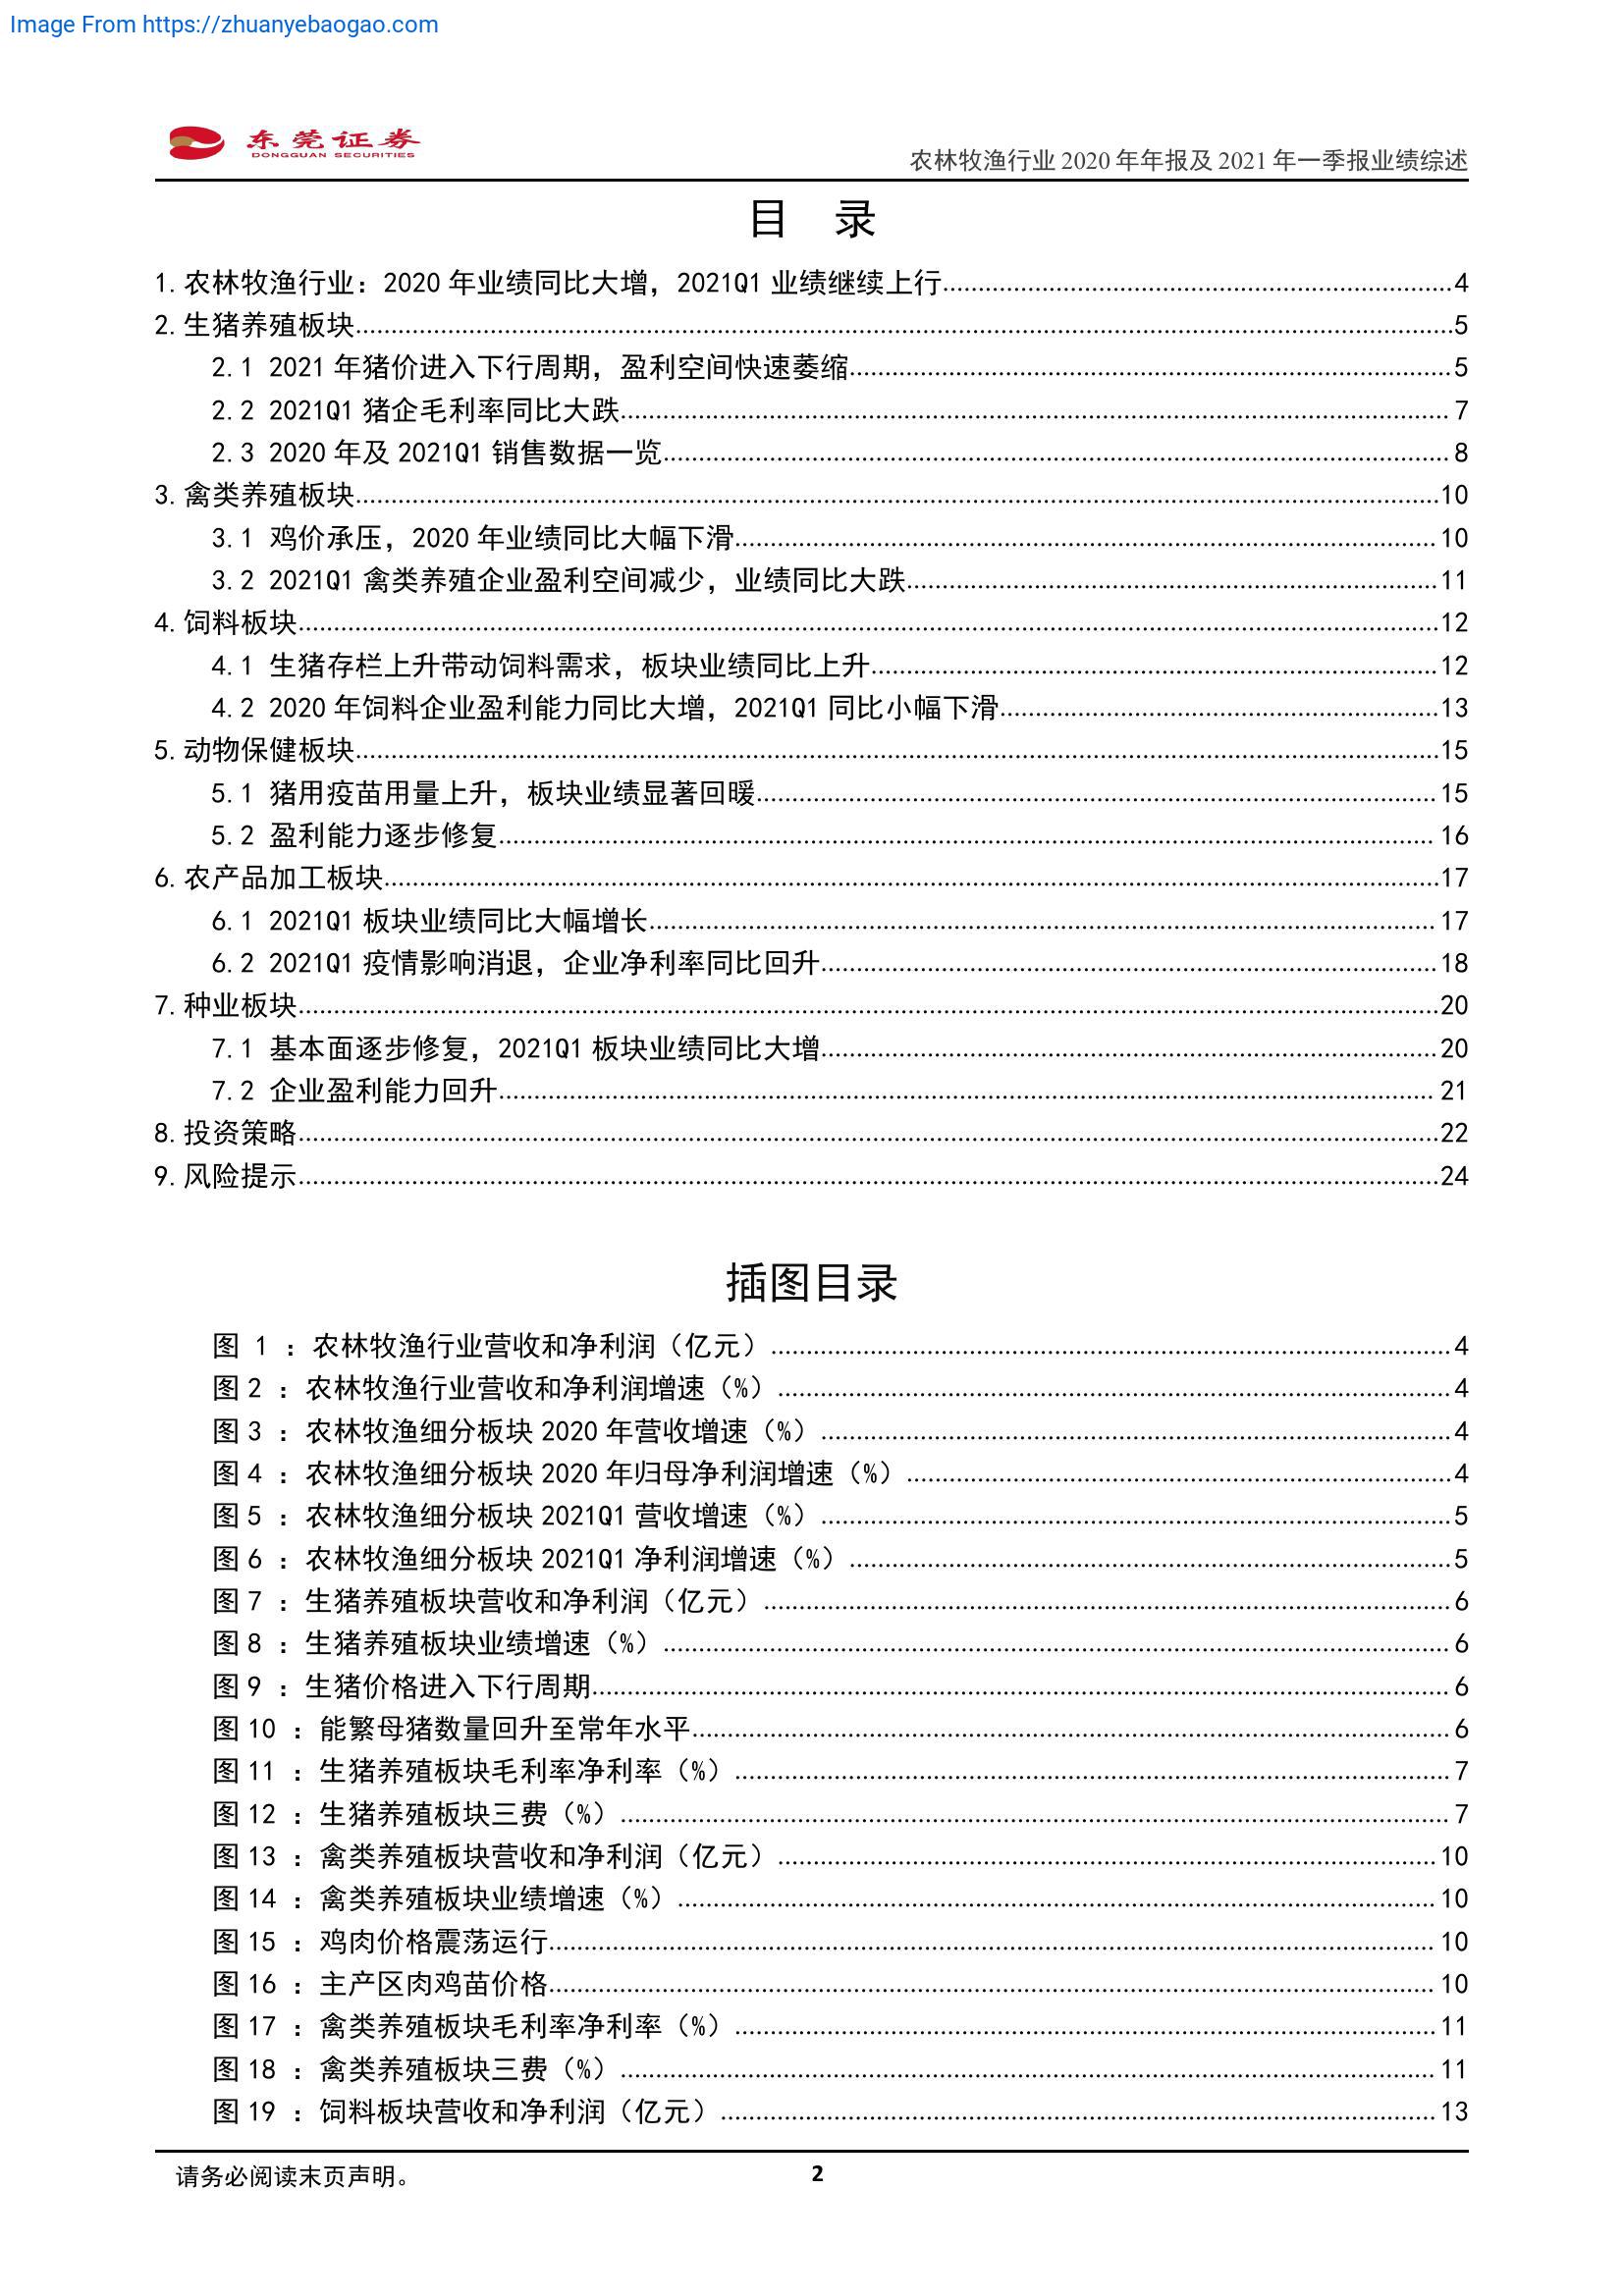 Image From https://zhuanyebaogao.com
东莞证券
DONGGUAN SECURITIES
农林牧渔行业 2020 年年报及 2021 年一季报业绩综述
目 录
1. 农林牧渔行业：2020 年业绩同比大增，2021Q1 业绩继续上行 4
2. 生猪养殖板块 5
2.1 2021 年猪价进入下行周期，盈利空间快速萎缩 5
2.2 2021Q1 猪企毛利率同比大跌 7
2.3 2020 年及 2021Q1 销售数据一览 8
3. 禽类养殖板块 10
3.1 鸡价承压，2020 年业绩同比大幅下滑 10
3.2 2021Q1 禽类养殖企业盈利空间减少，业绩同比大跌 11
4. 饲料板块 12
4.1 生猪存栏上升带动饲料需求，板块业绩同比上升 12
4.2 2020 年饲料企业盈利能力同比大增，2021Q1 同比小幅下滑 13
5. 动物保健板块 15
5.1 猪用疫苗用量上升，板块业绩显著回暖 15
5.2 盈利能力逐步修复 16
6. 农产品加工板块 17
6.1 2021Q1 板块业绩同比大幅增长 17
6.2 2021Q1 疫情影响消退，企业净利率同比回升 18
7. 种业板块 20
7.1 基本面逐步修复，2021Q1 板块业绩同比大增 20
7.2 企业盈利能力回升 21
8. 投资策略 22
9. 风险提示 24
插图目录
图 1 ：农林牧渔行业营收和净利润（亿元） 4
图 2 ：农林牧渔行业营收和净利润增速（%） 4
图 3 ：农林牧渔细分板块 2020 年营收增速（%） 4
图 4 ：农林牧渔细分板块 2020 年归母净利润增速（%） 4
图 5 ：农林牧渔细分板块 2021Q1 营收增速（%） 5
图 6 ：农林牧渔细分板块 2021Q1 净利润增速（%） 5
图 7 ：生猪养殖板块营收和净利润（亿元） 6
图 8 ：生猪养殖板块业绩增速（%） 6
图 9 ：生猪价格进入下行周期 6
图 10 ：能繁母猪数量回升至常年水平 6
图 11 ：生猪养殖板块毛利率净利率（%） 7
图 12 ：生猪养殖板块三费（%） 7
图 13 ：禽类养殖板块营收和净利润（亿元） 10
图 14 ：禽类养殖板块业绩增速（%） 10
图 15 ：鸡肉价格震荡运行 10
图 16 ：主产区肉鸡苗价格 10
图 17 ：禽类养殖板块毛利率净利率（%） 11
图 18 ：禽类养殖板块三费（%） 11
图 19 ：饲料板块营收和净利润（亿元） 13
请务必阅读末页声明。
2